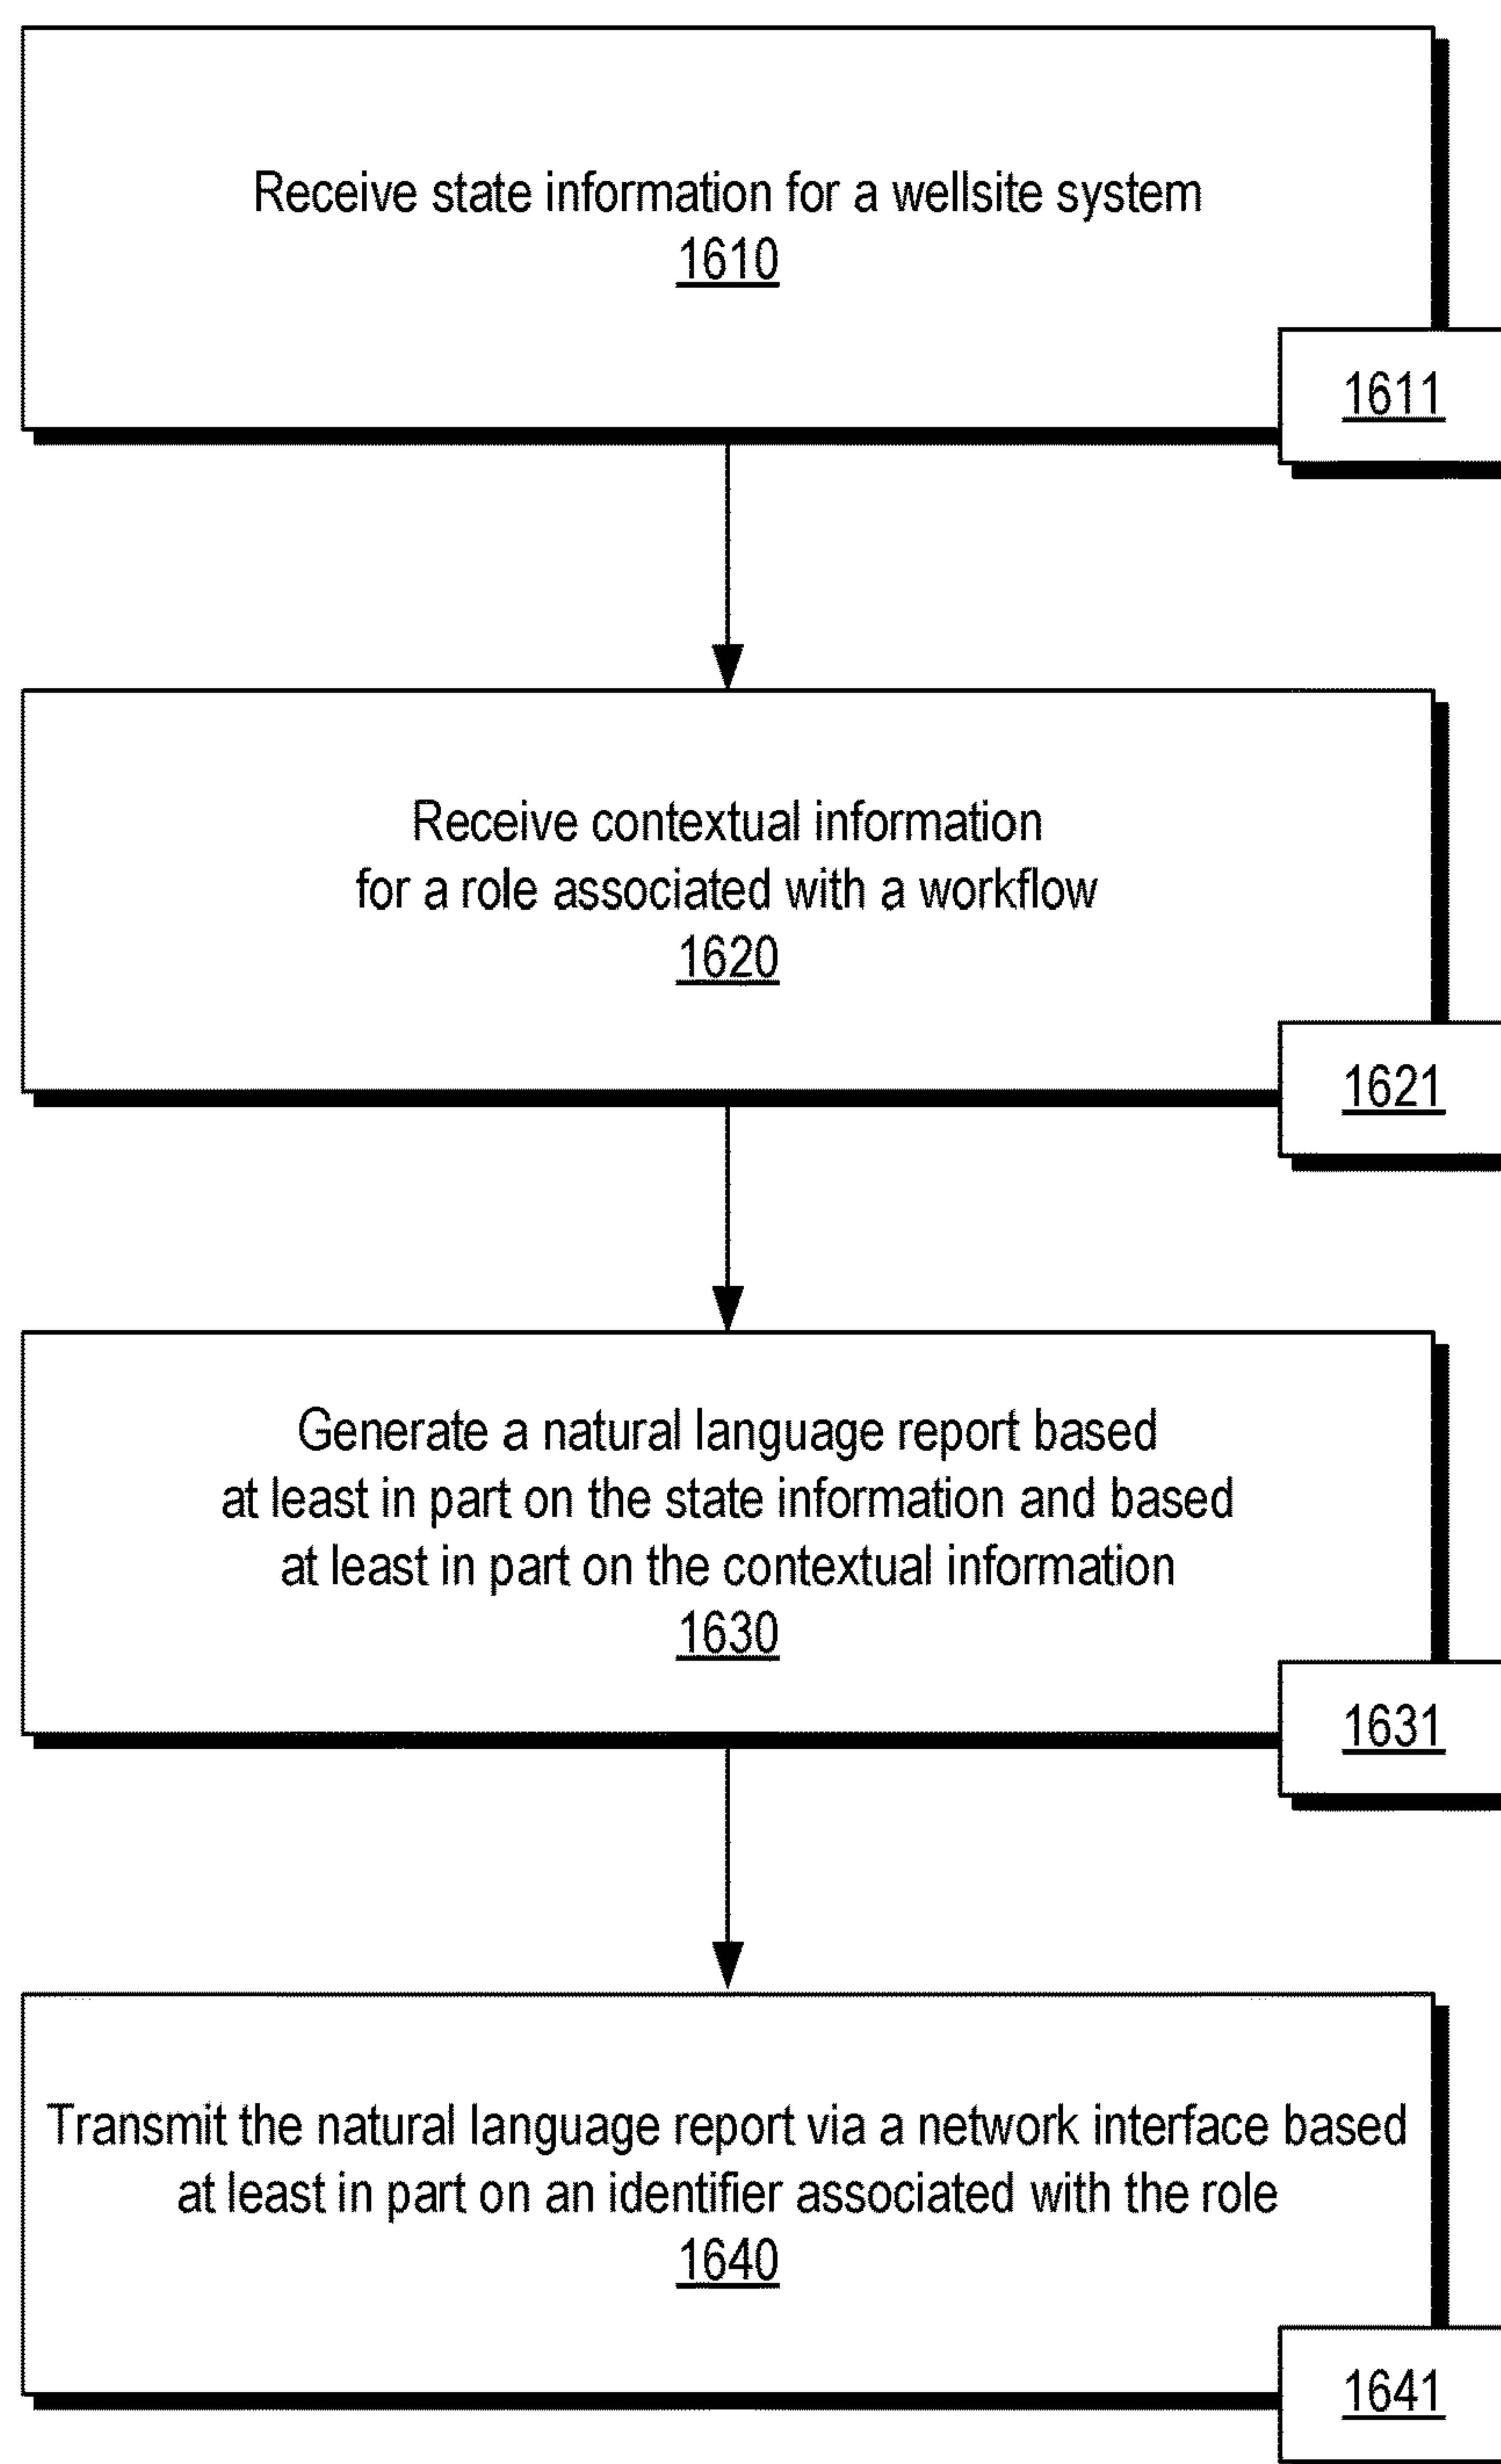 Receive state information for a wellsite system
1610
1611
Receive contextual information
for a role associated with a workflow
1620
1621
Generate a natural language report based
at least in part on the state information and based
at least in part on the contextual information
1630
1631
Transmit the natural language report via a network interface based
at least in part on an identifier associated with the role
1640
1641